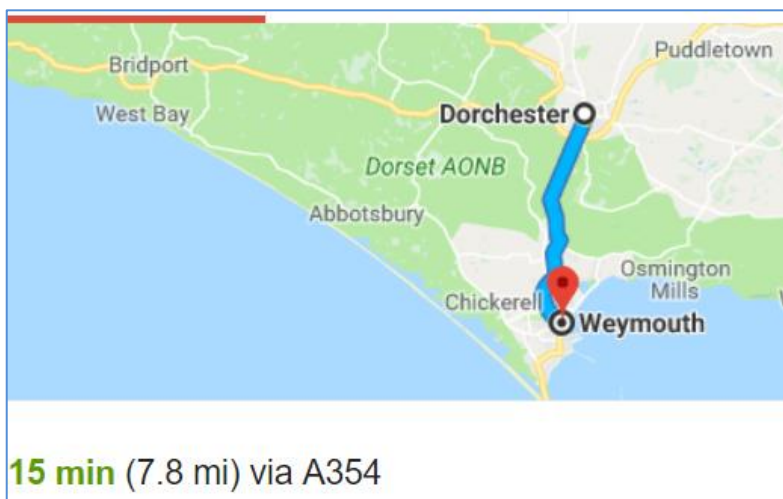 Puddletown
Bridport
Dorchester
West Bay
Dorset AONB
Abbotsbury
Osmington
Mills
Chickerell
Weymouth
15 min (7.8 mi) via A354